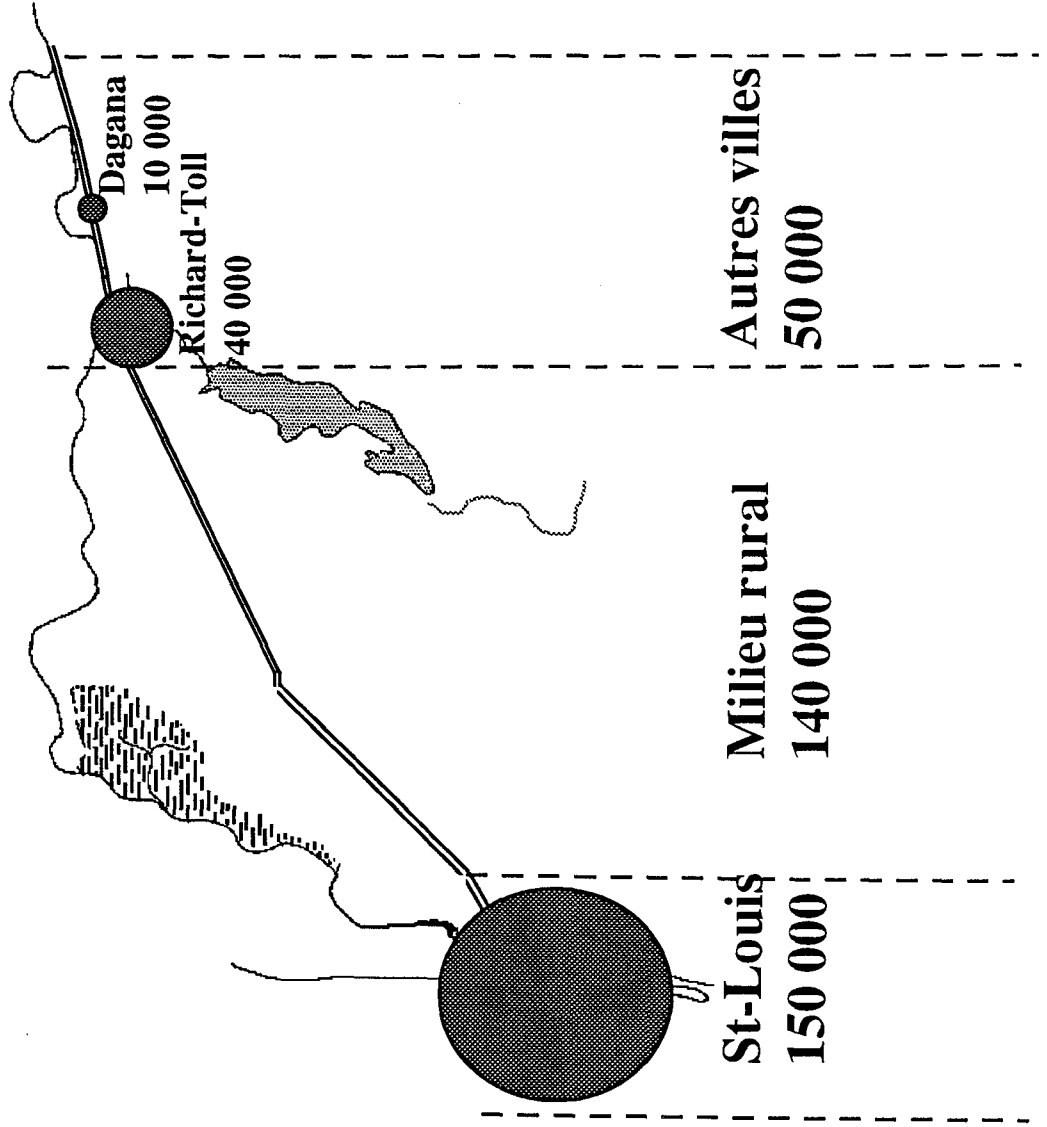 Dagana
10 000
Richard-Toll
40 000
St-Louis
150 000
Milieu rural
140 000
Autres villes
50 000